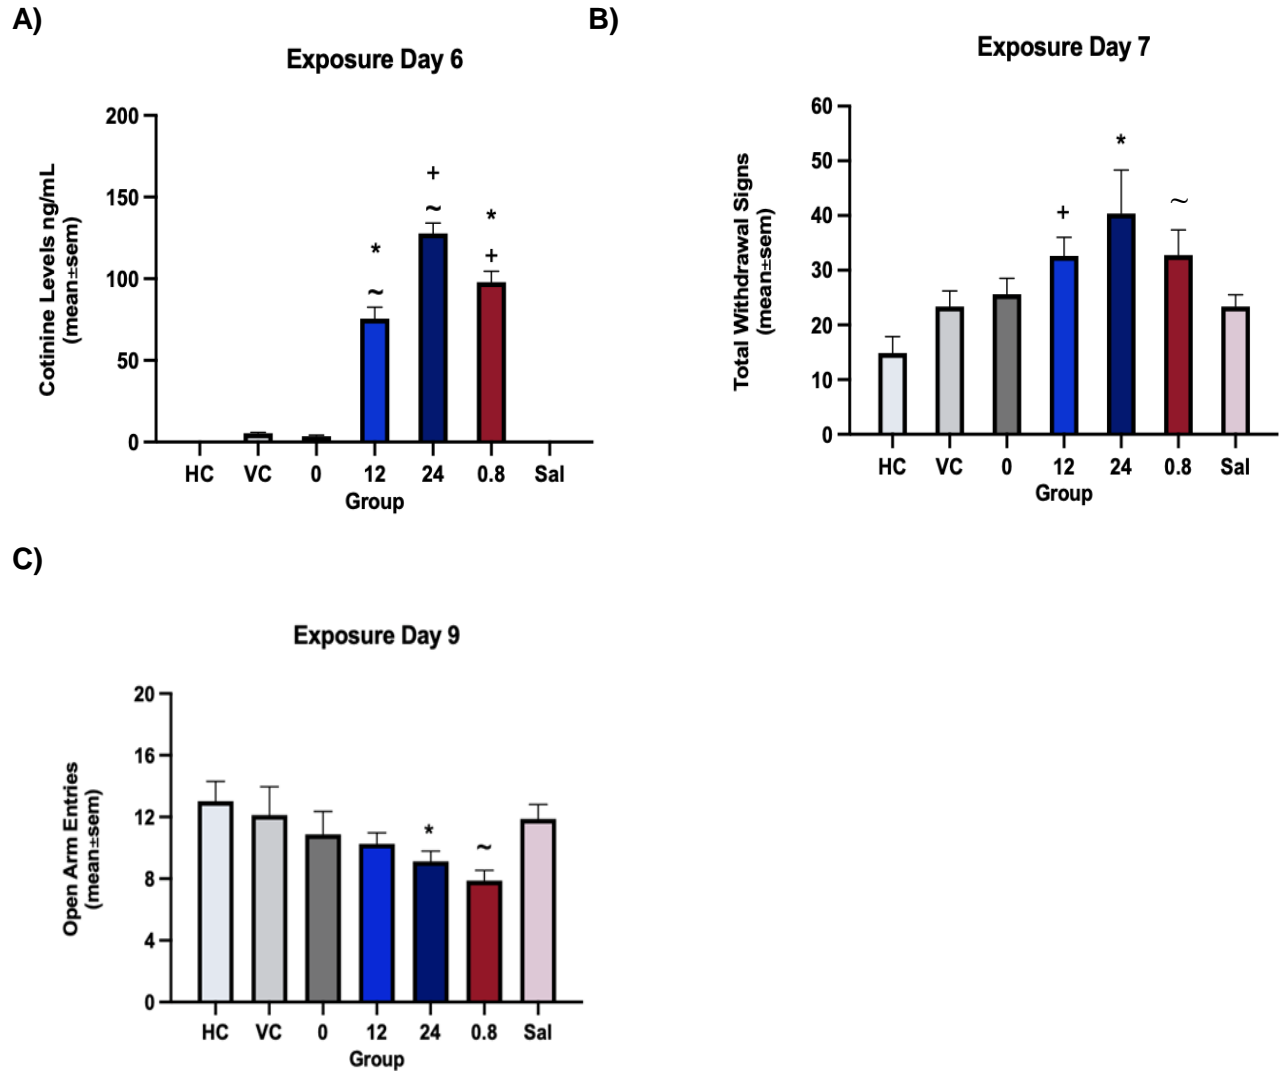 A)
Exposure Day 6
Cotinine Levels ng/mL
(mean±sem)
200
150
100
50
0
*
~
+
~
*
+
HC VC 0 12 24 0.8 Sal
Group
B)
Exposure Day 7
Total Withdrawal Signs
(mean±sem)
60
50
40
30
20
10
0
+
*
~
HC VC 0 12 24 0.8 Sal
Group
C)
Exposure Day 9
Open Arm Entries
(mean±sem)
20
16
12
8
4
0
*
~
HC VC 0 12 24 0.8 Sal
Group